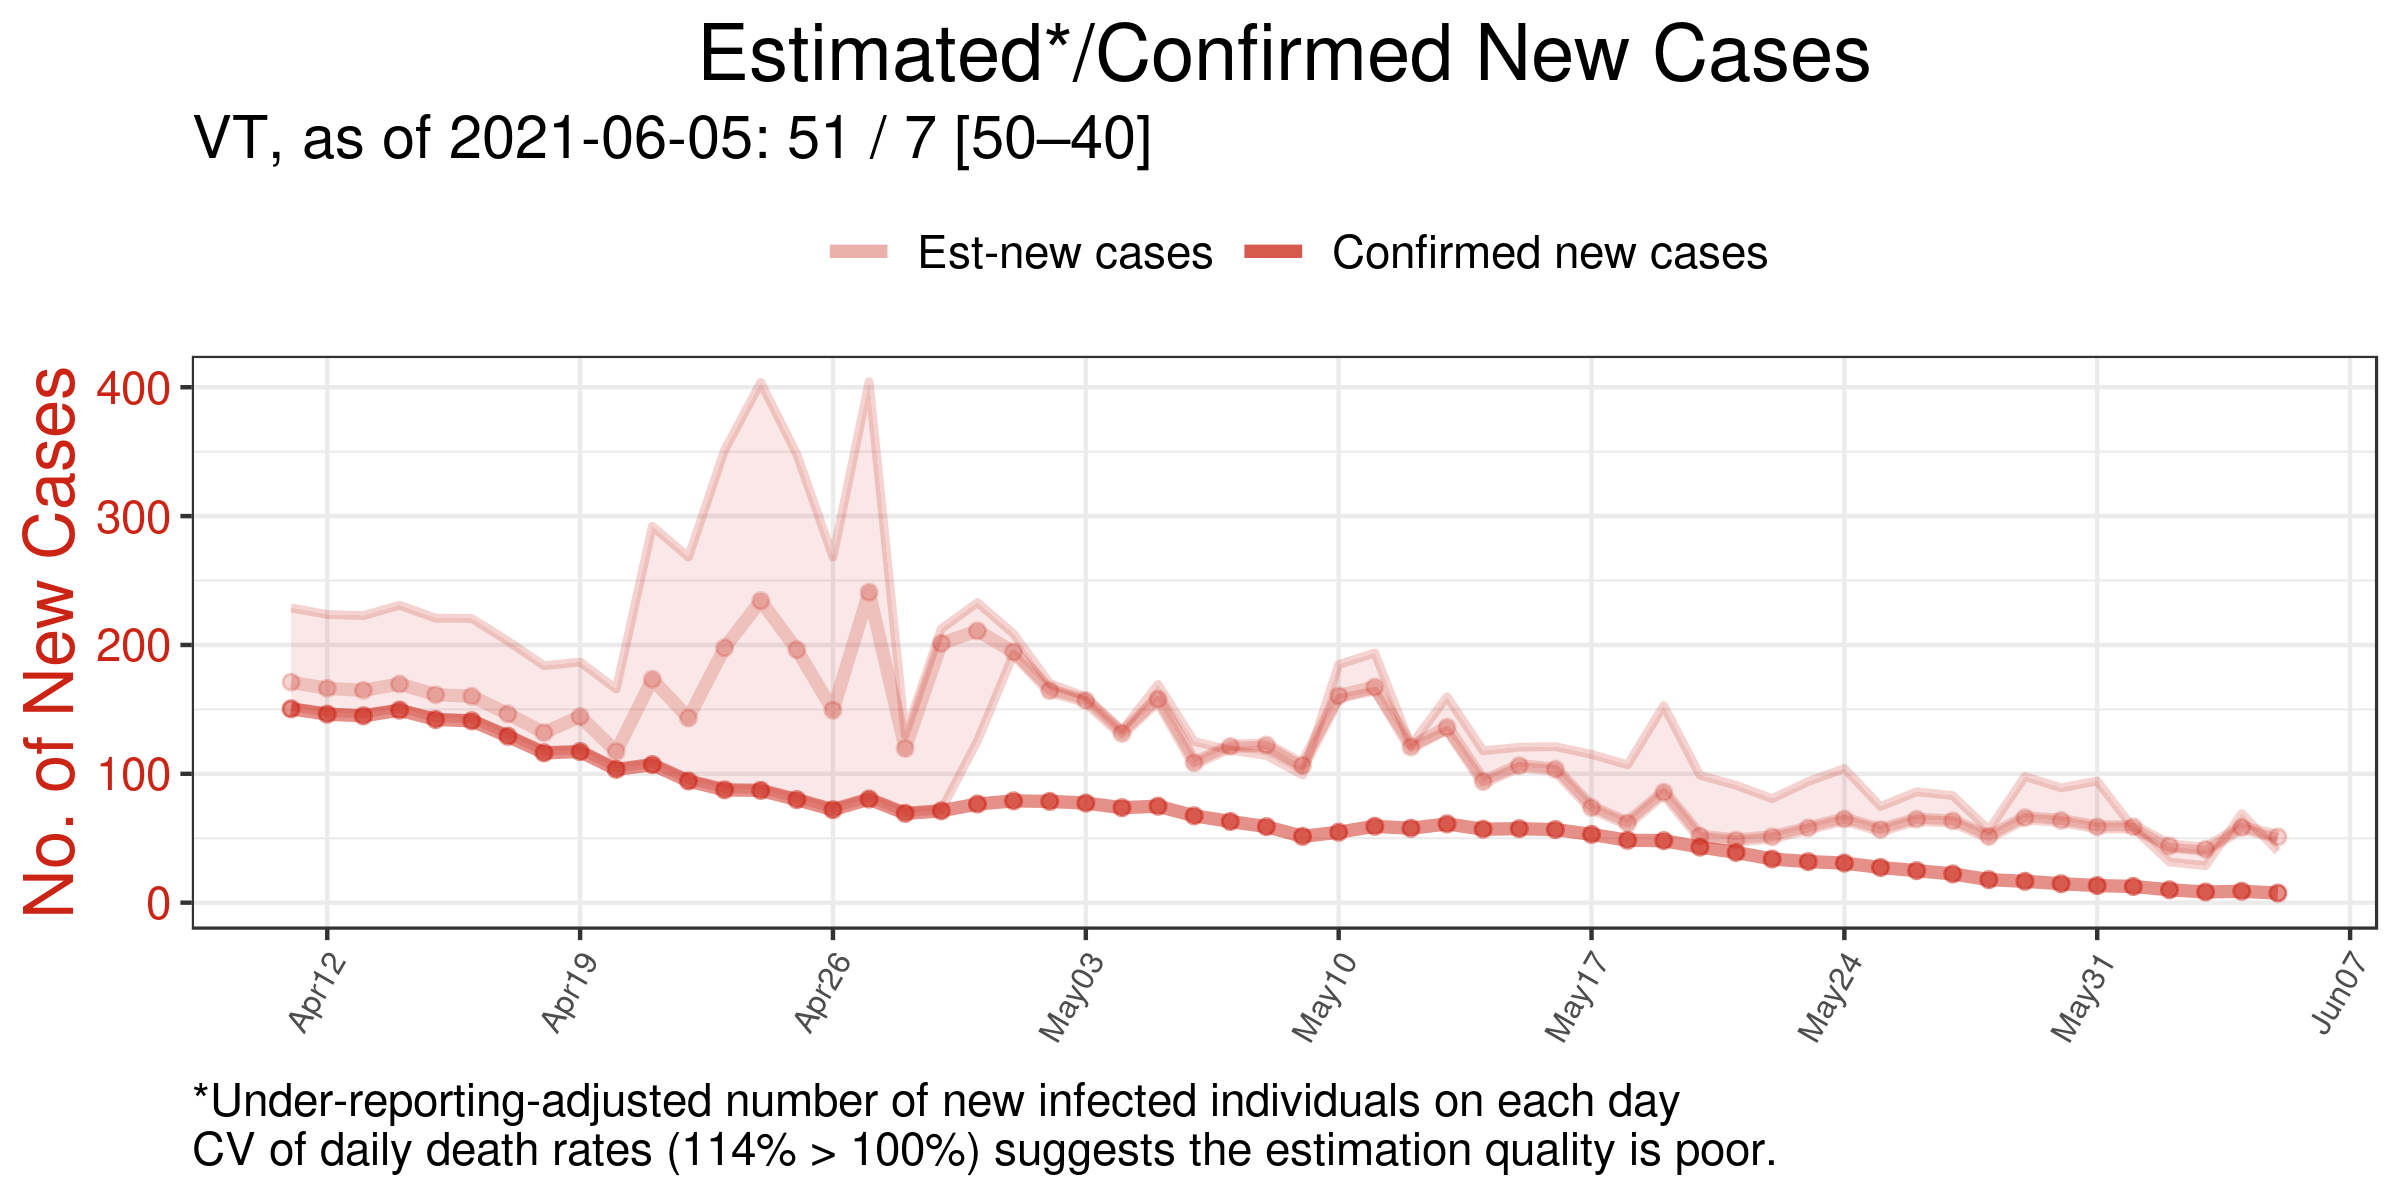 Estimated*/Confirmed New Cases
VT, as of 2021-06-05: 51 / 7 [50–40]
Est-new cases
Confirmed new cases
No. of New Cases
400
300
200
100
0
Apr12
Apr19
Apr26
May03
May10
May17
May24
May31
Jun07
*Under-reporting-adjusted number of new infected individuals on each day
CV of daily death rates (114% > 100%) suggests the estimation quality is poor.